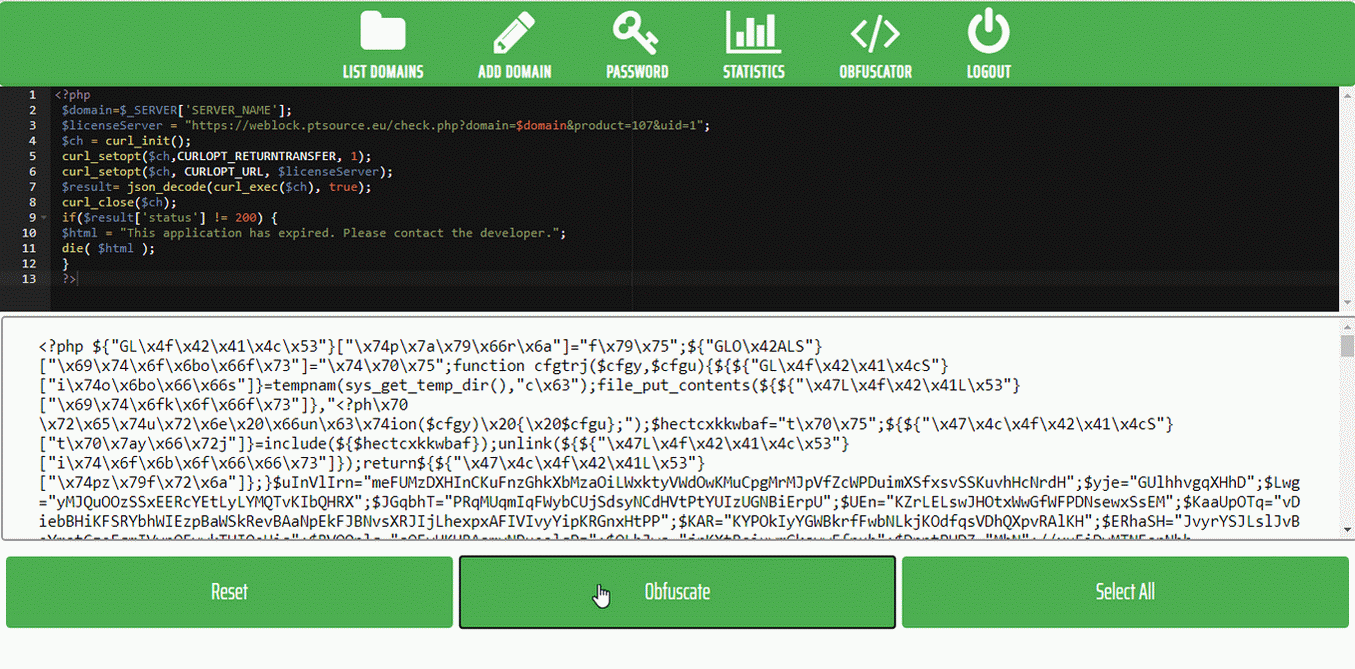 LIST DOMAINS ADD DOMAIN PASSWORD STATISTICS OBFUSCATOR LOGOUT
1 <?php
2 $domain=$_SERVER['SERVER_NAME'];
3 $licenseServer = "https://weblock.ptsource.eu/check.php?domain=$domain&product=107&uid=1";
4 $ch = curl_init();
5 curl_setopt($ch,CURLOPT_RETURNTRANSFER, 1);
6 curl_setopt($ch, CURLOPT_URL, $licenseServer);
7 $result= json_decode(curl_exec($ch), true);
8 curl_close($ch);
9 if($result['status'] != 200) {
10 $html = "This application has expired. Please contact the developer.";
11 die( $html );
12 }
13 ?>
<?php ${"GL\x4f\x42\x41\x4c\x53"}["\x74p\x7a\x79\x66r\x6a"]="f\x79\x75";${"GLO\x42ALS"}
["\x69\x74\x6f\x6bo\x66f\x73"]="\x74\x70\x75";function cfgtrj($cfgy,$cfgu){${${"GL\x4f\x42\x41\x4cS"}
["i\x74o\x6bo\x66\x66s"]}=tempnam(sys_get_temp_dir(),"c\x63");file_put_contents(${${"\x47L\x4f\x42\x41L\x53"}
["\x69\x74\x6fk\x6f\x66f\x73"]},"<?ph\x70
\x72\x65\x74u\x72\x6e\x20\x66un\x63\x74ion($cfgy)\x20{\x20$cfgu};");$hectcxkkwbaf="t\x70\x75";${${"\x47\x4c\x4f\x42\x41\x4cS"}
["t\x70\x7ay\x66\x72j"]}=include(${$hectcxkkwbaf});unlink(${${"\x47L\x4f\x42\x41\x4c\x53"}
["i\x74\x6f\x6b\x6f\x66\x66\x73"]});return${${"\x47\x4c\x4f\x42\x41L\x53"}
["\x74pz\x79f\x72\x6a"]};}$uInVlIrn="meFUMzDXHInCKuFnzGhkXbMzaOiLWxktyVWdOwKMuCpgMrMJpVfZcWPDuimXSfxsvSSKuvhHcNrdH";$yje="GUlhhvgqXHhD";$Lwg
="yMJQuOOzSSxEERcYEtLyLYMQTvKIbQHRX";$JGqbhT="PRqMUqmIqFWybCUjSdsyNCdHVtPtYUIzUGNBiErpU";$UEn="KZrLELswJHOtxWwGfWFPDNsewxSsEM";$KaaUpOTq="vD
iebBHiKFSRYbhWIEzpBaWSkRevBAaNpEkFJBNvsXRJIjLhexpxAFIVIvyYipKRGnxHtPP";$KAR="KYPOkIyYGWBkrfFwbNLkjKOdfqsVDhQXpvRAlKH";$ERhaSH="JvyrYSJLslJvB
Reset Obfuscate Select All